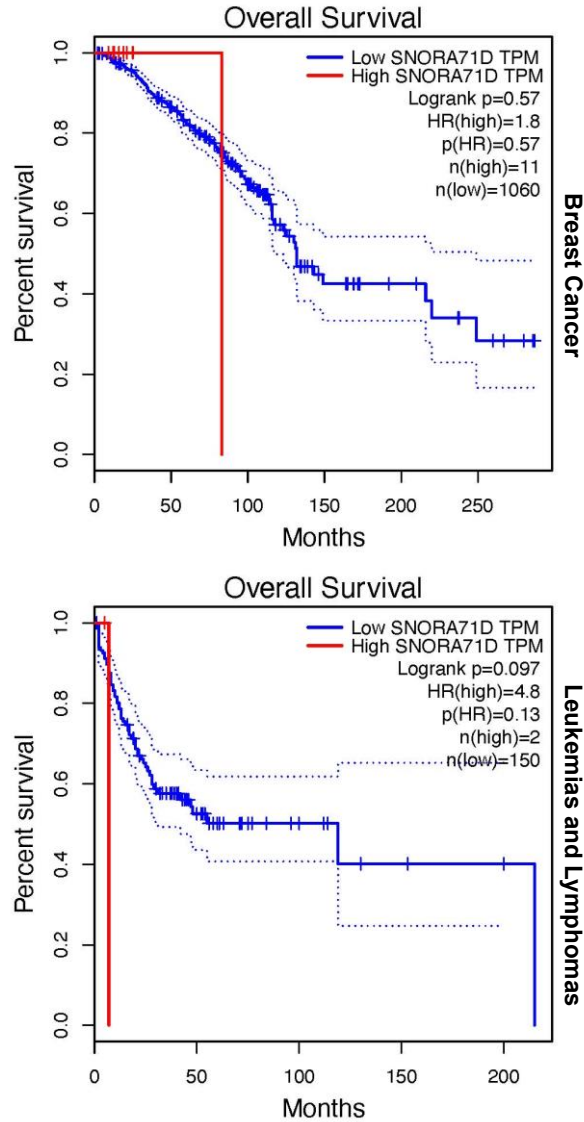 Overall Survival
Low SNORA71D TPM
High SNORA71D TPM
Logrank p=0.57
HR(high)=1.8
p(HR)=0.57
n(high)=11
n(low)=1060
Percent survival
1.0
0.8
0.6
0.4
0.2
0.0
0 50 100 150 200 250
Months
Breast Cancer
Overall Survival
Low SNORA71D TPM
High SNORA71D TPM
Logrank p=0.097
HR(high)=4.8
p(HR)=0.13
n(high)=2
n(low)=150
Percent survival
1.0
0.8
0.6
0.4
0.2
0.0
0 50 100 150 200
Months
Leukemias and Lymphomas